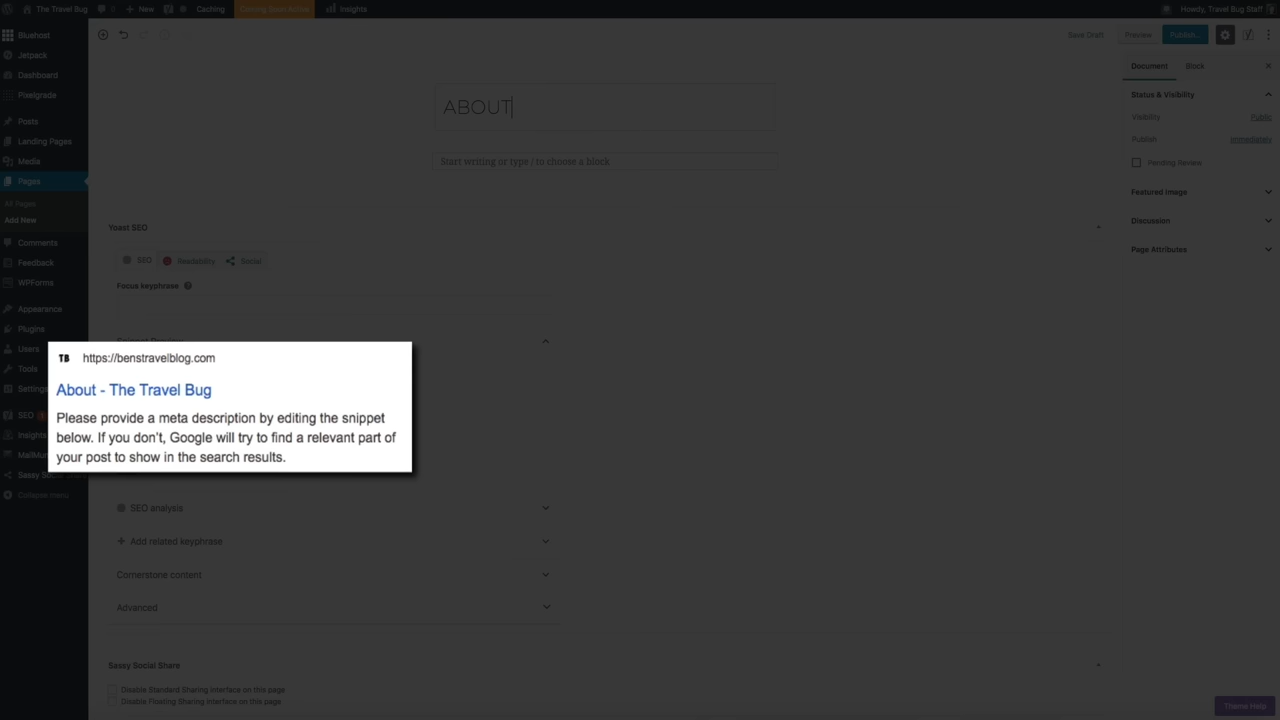 The Travel Bug
New
Caching
Coming Soon Active
Insights
Howdy, Travel Bug Staff
Bluehost
Jetpack
Dashboard
Pixelgrade
Posts
Landing Pages
Media
Pages
All Pages
Add New
Comments
Feedback
WPForms
Appearance
Plugins
Users
Tools
Settings
SEO
Insights
Sassy Social Share
Collapse menu
Save Draft
Preview
Publish...
ABOUT
Start writing or type / to choose a block
Yoast SEO
SEO
Readability
Social
Focus keyphrase
Snippet Preview
TB https://benstravelblog.com
About - The Travel Bug
Please provide a meta description by editing the snippet
below. If you don't, Google will try to find a relevant part of
your post to show in the search results.
SEO analysis
Add related keyphrase
Cornerstone content
Advanced
Sassy Social Share
Disable Standard Sharing interface on this page
Disable Floating Sharing interface on this page
Document
Block
Status & Visibility
Visibility
Public
Publish
Immediately
Pending Review
Featured Image
Discussion
Page Attributes
Theme Help